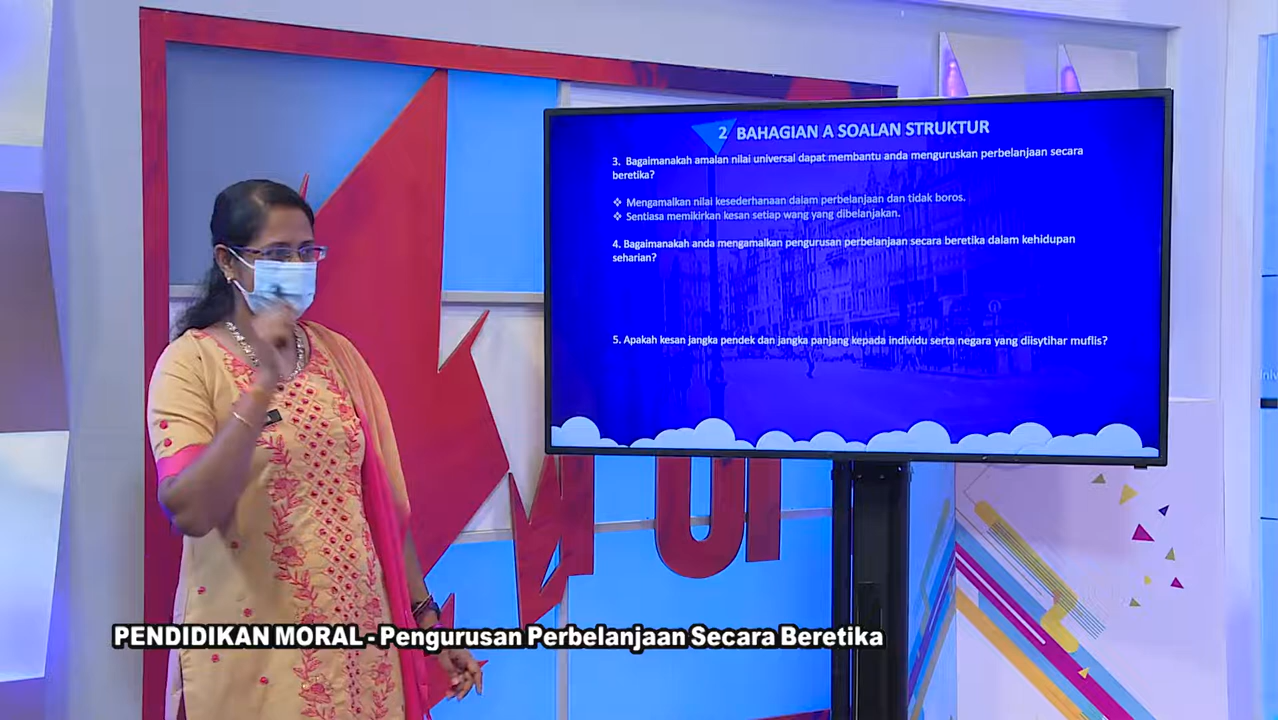 2 BAHAGIAN A SOALAN STRUKTUR
3. Bagaimanakah amalan nilai universal dapat membantu anda menguruskan perbelanjaan secara
beretika?
❖ Mengamalkan nilai kesederhanaan dalam perbelanjaan dan tidak boros.
❖ Sentiasa memikirkan kesan setiap wang yang dibelanjakan.
4. Bagaimanakah anda mengamalkan pengurusan perbelanjaan secara beretika dalam kehidupan
seharian?
5. Apakah kesan jangka pendek dan jangka panjang kepada individu serta negara yang diisytihar muflis?
PENDIDIKAN MORAL - Pengurusan Perbelanjaan Secara Beretika